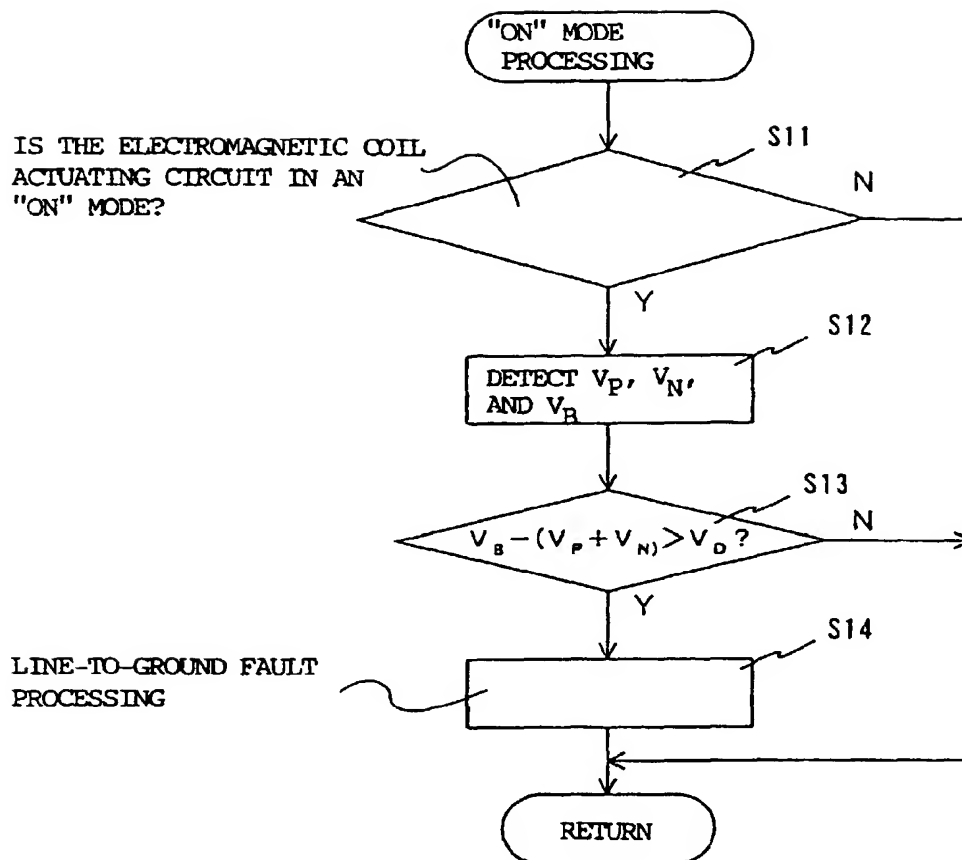 "ON" MODE
PROCESSING
IS THE ELECTROMAGNETIC COIL
ACTUATING CIRCUIT IN AN
"ON" MODE?
S11
N
Y
S12
DETECT VP, VN,
AND VB
S13
VB-(VP+VN)>VD?
N
Y
S14
LINE-TO-GROUND FAULT
PROCESSING
RETURN